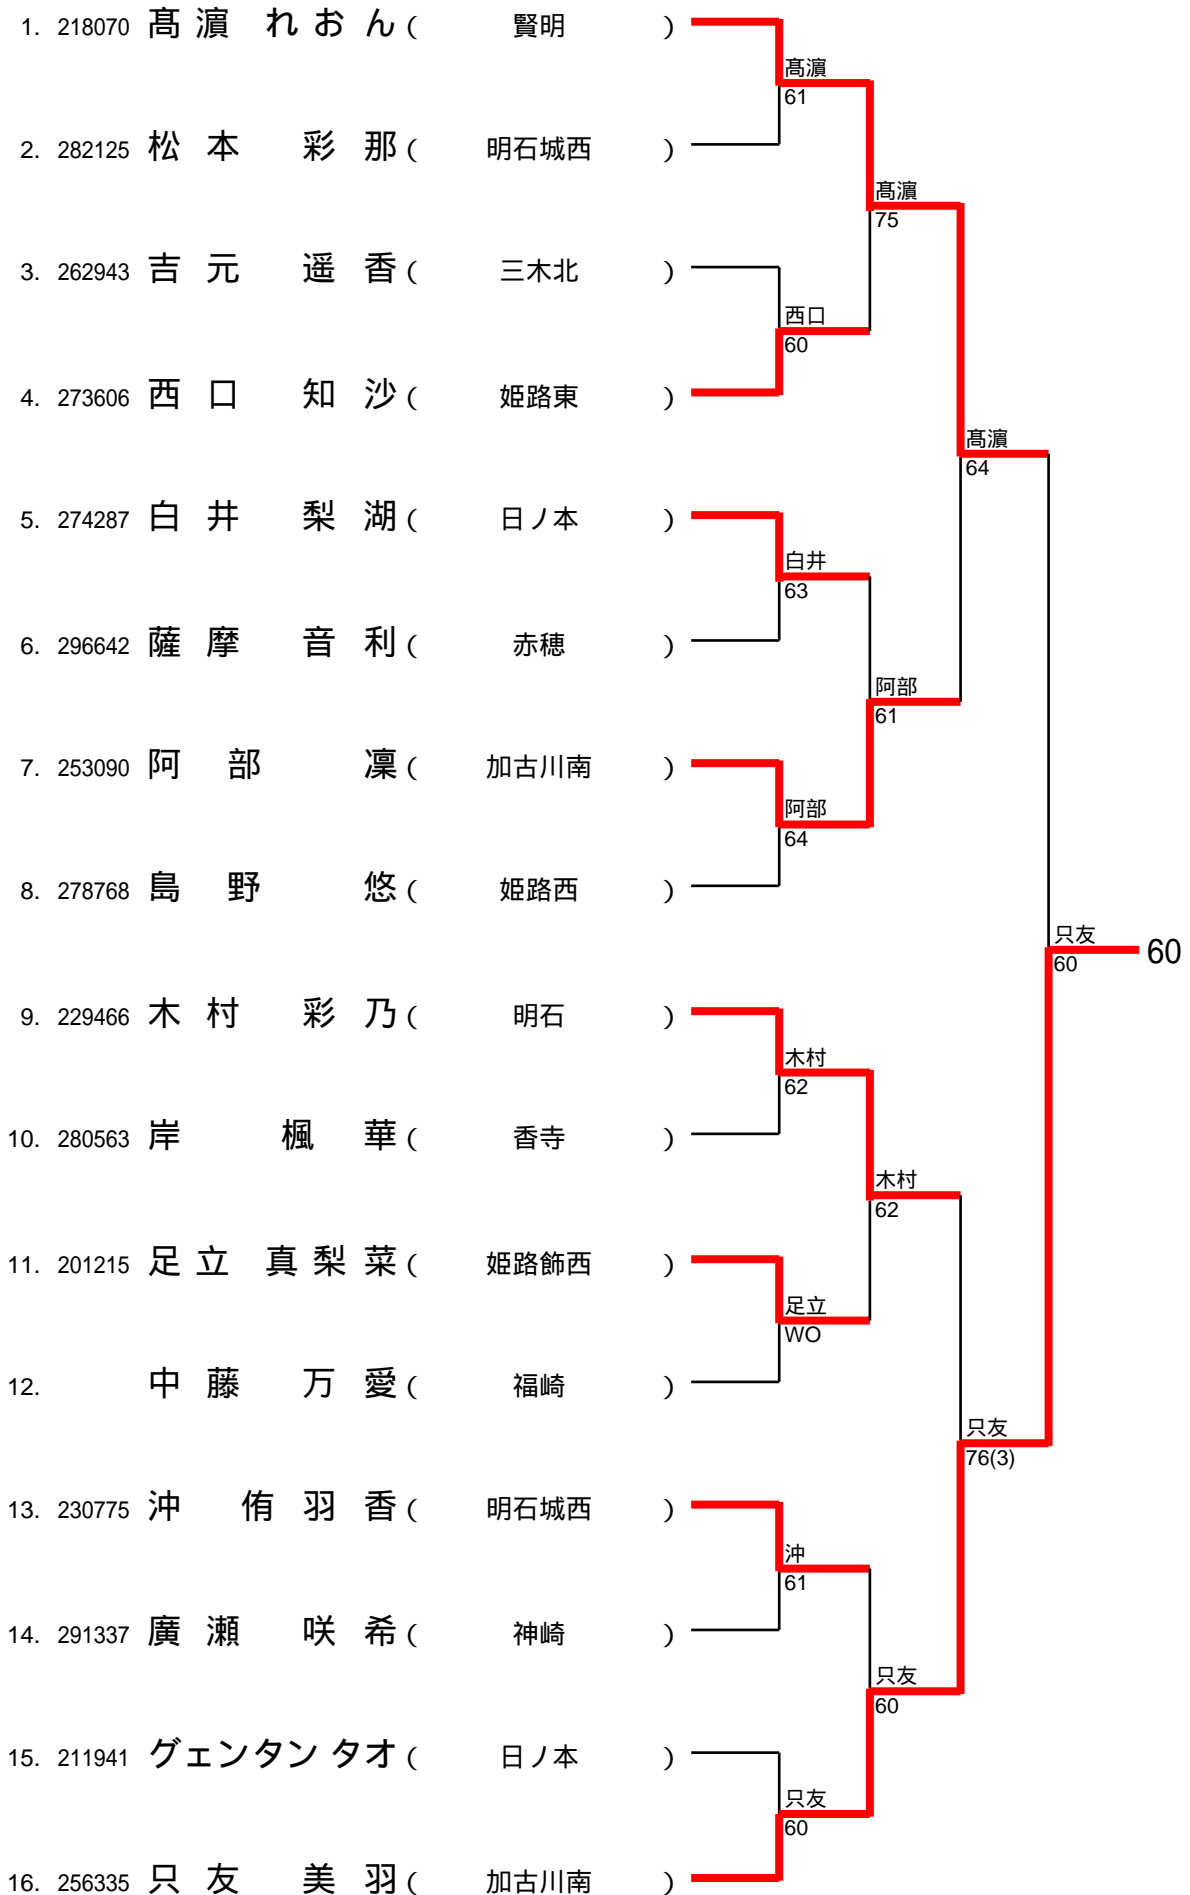 1. 218070 髙濵 れおん ( 賢明 )
髙濵
61
2. 282125 松本 彩那 ( 明石城西 )
髙濵
75
3. 262943 吉元 遥香 ( 三木北 )
西口
60
4. 273606 西口 知沙 ( 姫路東 )
髙濵
64
5. 274287 白井 梨湖 ( 日ノ本 )
白井
63
6. 296642 薩摩 音利 ( 赤穂 )
阿部
61
7. 253090 阿部 凜 ( 加古川南 )
阿部
64
8. 278768 島野 悠 ( 姫路西 )
只友
60
60
9. 229466 木村 彩乃 ( 明石 )
木村
62
10. 280563 岸 楓華 ( 香寺 )
木村
62
11. 201215 足立 真梨菜 ( 姫路飾西 )
足立
WO
12. 中藤 万愛 ( 福崎 )
只友
76(3)
13. 230775 沖 侑羽香 ( 明石城西 )
沖
61
14. 291337 廣瀬 咲希 ( 神崎 )
只友
60
15. 211941 グェンタン タオ ( 日ノ本 )
只友
60
16. 256335 只友 美羽 ( 加古川南 )